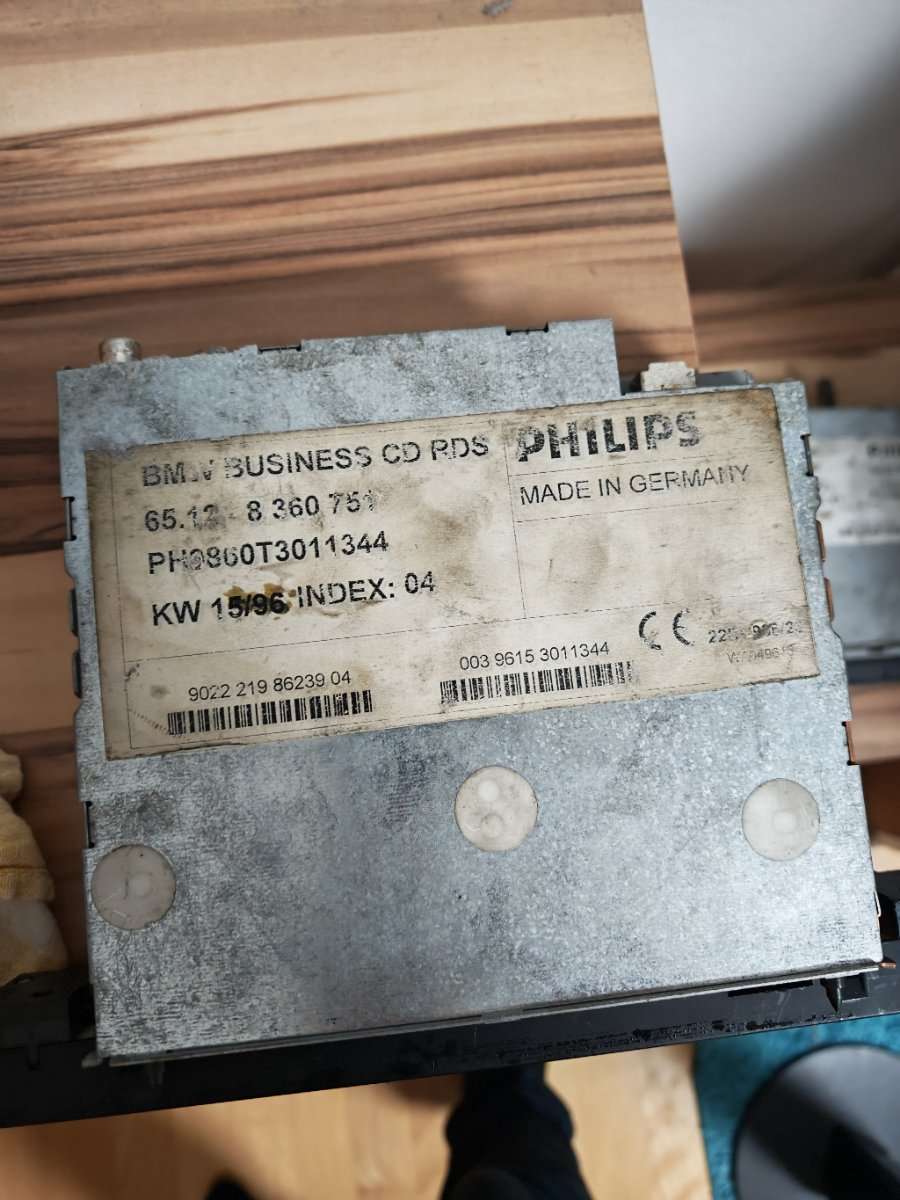 BMW BUSINESS CD RDS
PHILIPS
MADE IN GERMANY
65.12 - 8 360 751
PH9860T3011344
KW 15/96 INDEX: 04
9022 219 86239 04
003 9615 3011344
CE